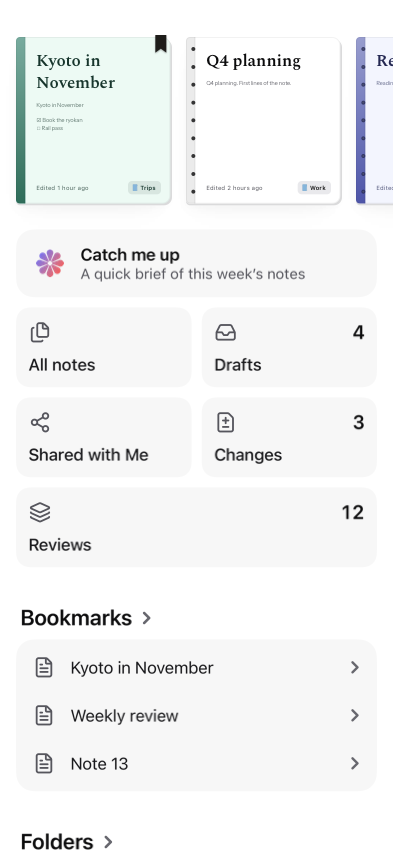 Kyoto in
November
Kyoto in November
Book the ryokan
Rail pass
Edited 1 hour ago
Trips
Q4 planning
Q4 planning. First lines of the note.
Edited 2 hours ago
Work
Catch me up
A quick brief of this week's notes
All notes
4
Drafts
Shared with Me
3
Changes
12
Reviews
Bookmarks
Kyoto in November
Weekly review
Note 13
Folders